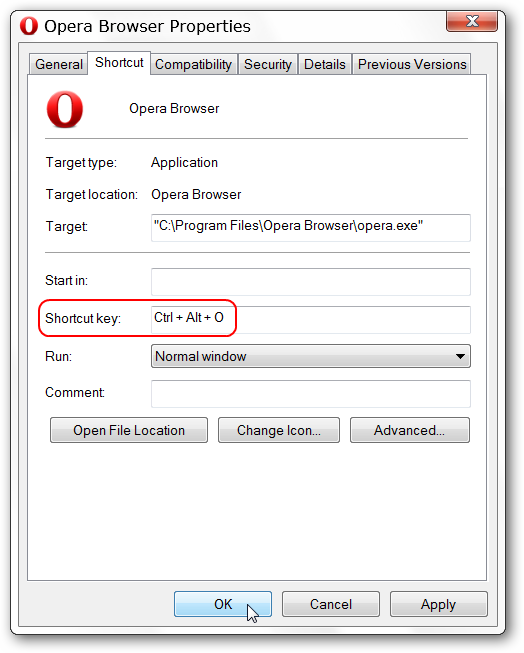 Opera Browser Properties
General Shortcut Compatibility Security Details Previous Versions
Opera Browser
Target type: Application
Target location: Opera Browser
Target: "C:\Program Files\Opera Browser\opera.exe"
Start in:
Shortcut key: Ctrl + Alt + O
Run: Normal window
Comment:
Open File Location Change Icon... Advanced...
OK Cancel Apply